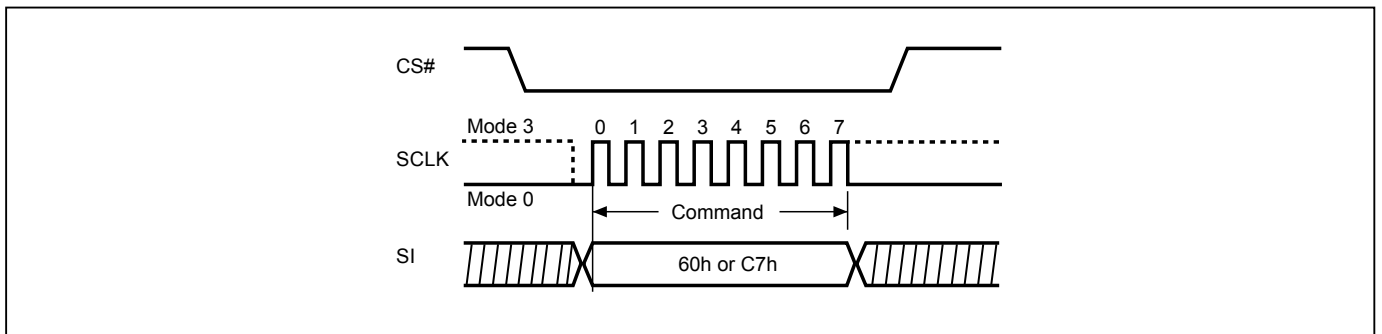 CS#
Mode 3
0 1 2 3 4 5 6 7
SCLK
Mode 0
Command
SI
60h or C7h